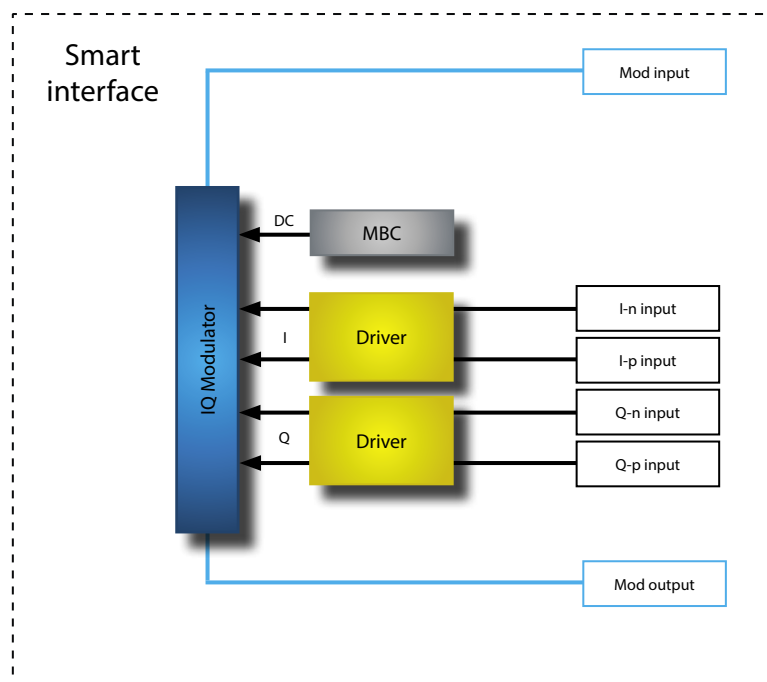 Smart
interface
Mod input
DC
MBC
IQ Modulator
I
Driver
I-n input
I-p input
Q
Driver
Q-n input
Q-p input
Mod output